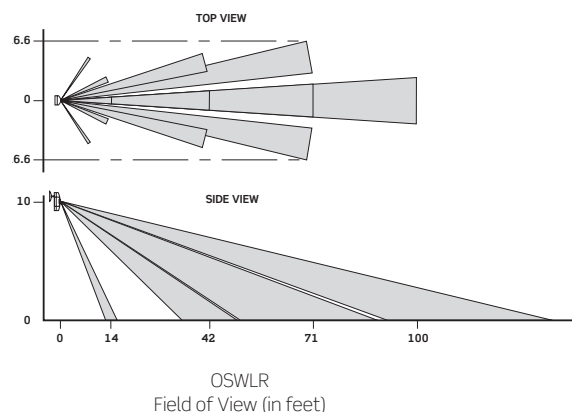 TOP VIEW
6.6
0
6.6
SIDE VIEW
10
0
0 14 42 71 100
OSWLR
Field of View (in feet)